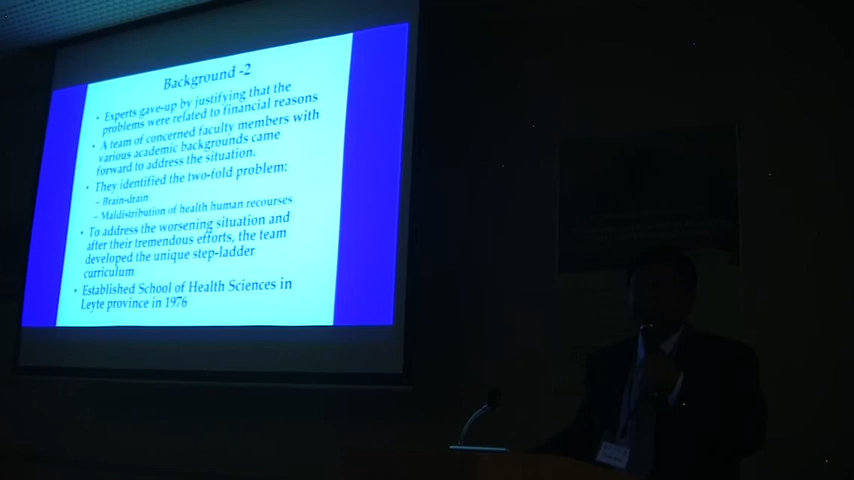 Background -2
• Experts gave-up by justifying that the
problems were related to financial reasons
• A team of concerned faculty members with
various academic backgrounds came
forward to address the situation.
• They identified the two-fold problem:
– Brain-drain
– Maldistribution of health human recourses
• To address the worsening situation and
after their tremendous efforts, the team
developed the unique step-ladder
curriculum
• Established School of Health Sciences in
Leyte province in 1976